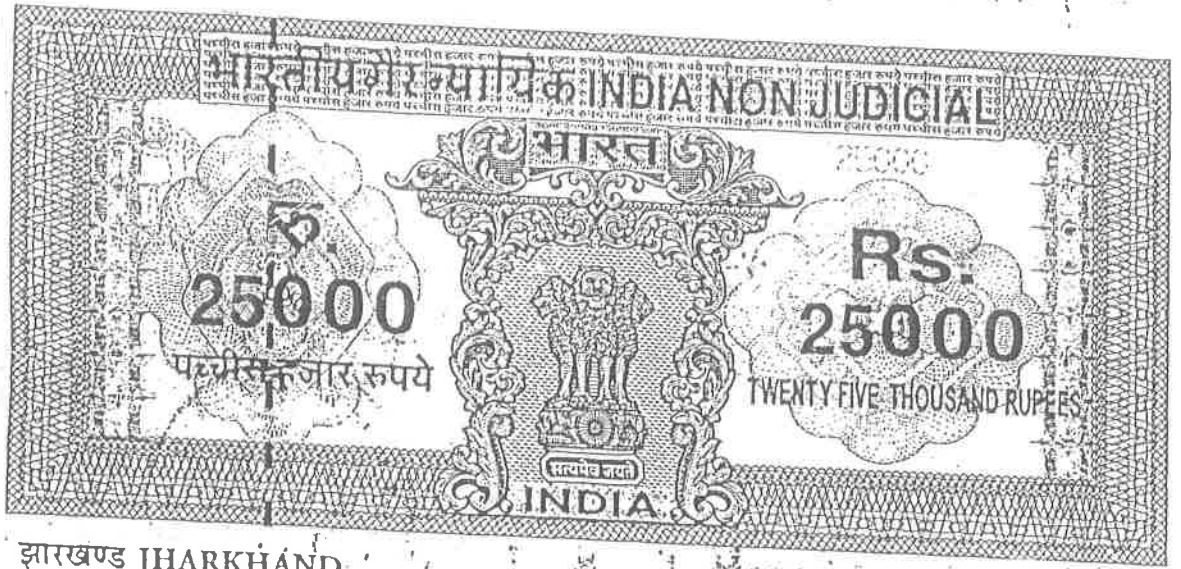 भारतीय गैर न्यायिक INDIA NON JUDICIAL
भारत
25000
रु.
25000
पच्चीस हजार रुपये
Rs.
25000
TWENTY FIVE THOUSAND RUPEES
सत्यमेव जयते
INDIA
झारखण्ड JHARKHAND